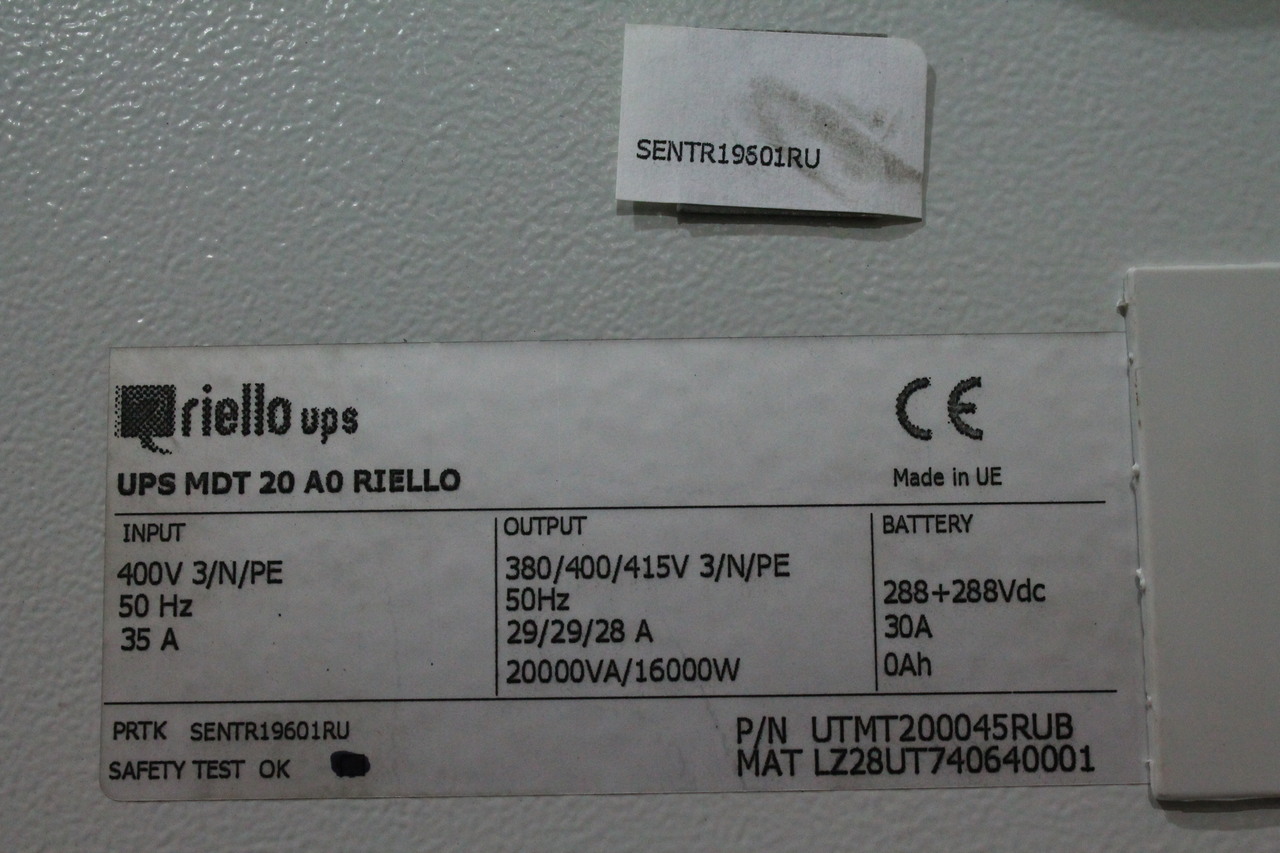 SENTR19601RU
riello ups
CE
UPS MDT 20 A0 RIELLO
Made in UE
INPUT
400V 3/N/PE
50 Hz
35 A
OUTPUT
380/400/415V 3/N/PE
50Hz
29/29/28 A
20000VA/16000W
BATTERY
288+288Vdc
30A
0Ah
PRTK SENTR19601RU
SAFETY TEST OK
P/N UTMT200045RUB
MAT LZ28UT740640001